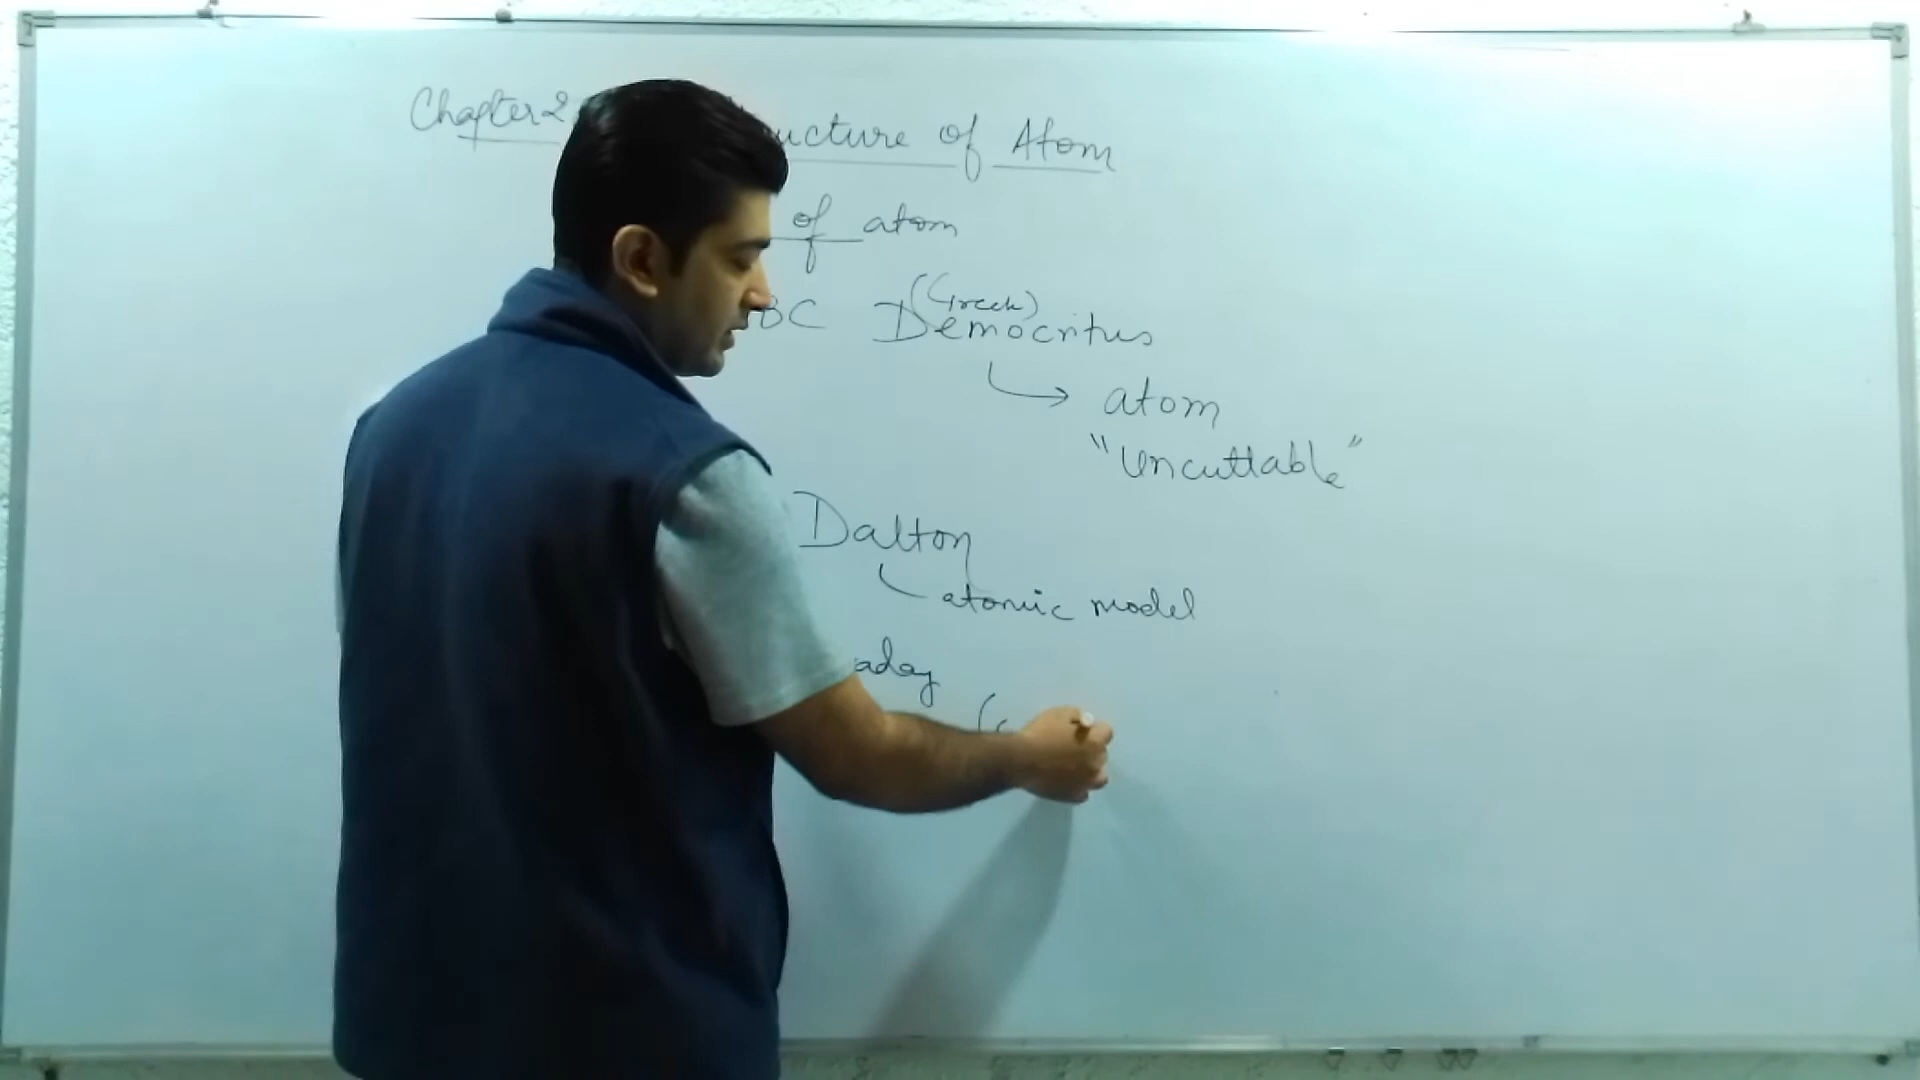 Chapter 2 ucture of Atom
of atom
BC Democritus
(Greek)
atom
"Uncuttable"
Dalton
atomic model
aday